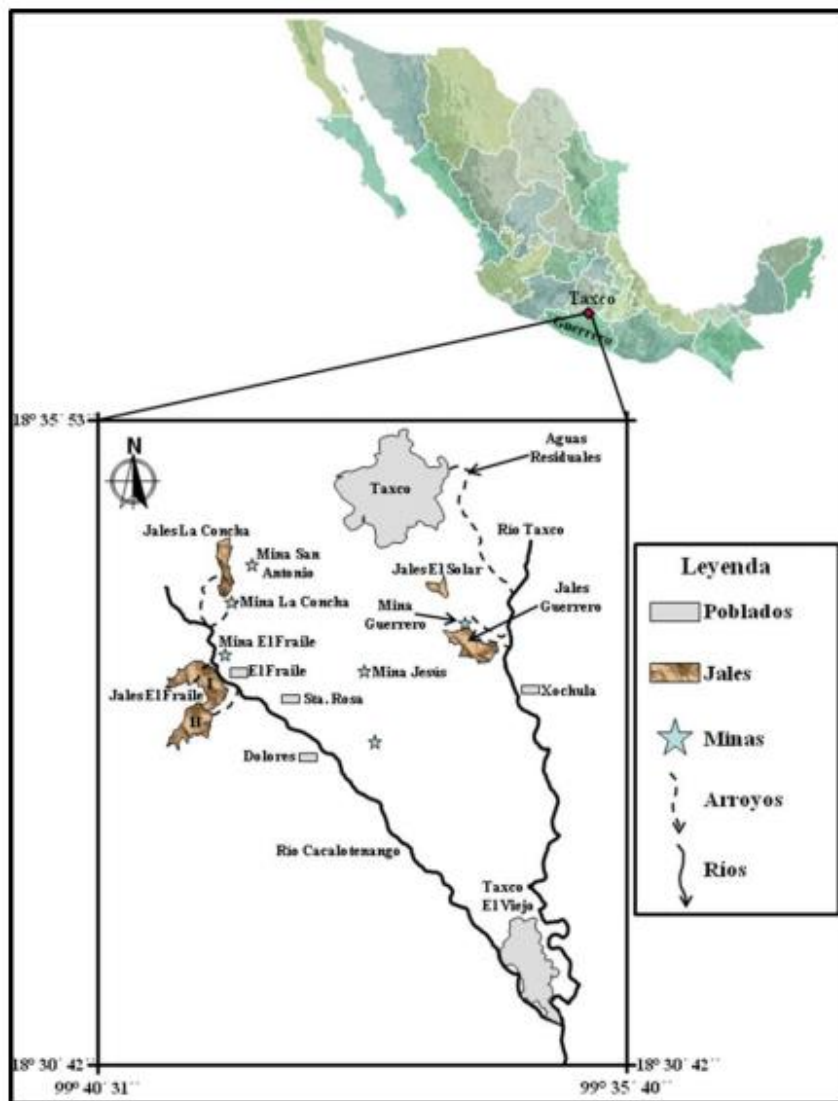 Taxco
Guerrero
18° 35´ 53´´
N
Aguas
Residuales
Taxco
Río Taxco
Jales La Concha
Mina San
Antonio
Jales El Solar
Mina La Concha
Mina
Guerrero
Jales
Guerrero
Mina El Fraile
El Fraile
Mina Jesús
I
Jales El Fraile
Sta. Rosa
Xochula
II
Dolores
Río Cacalotenango
Taxco
El Viejo
Leyenda
Poblados
Jales
Minas
Arroyos
Ríos
18° 30´ 42´´
18° 30´ 42´´
99° 40´ 31´´
99° 35´ 40´´